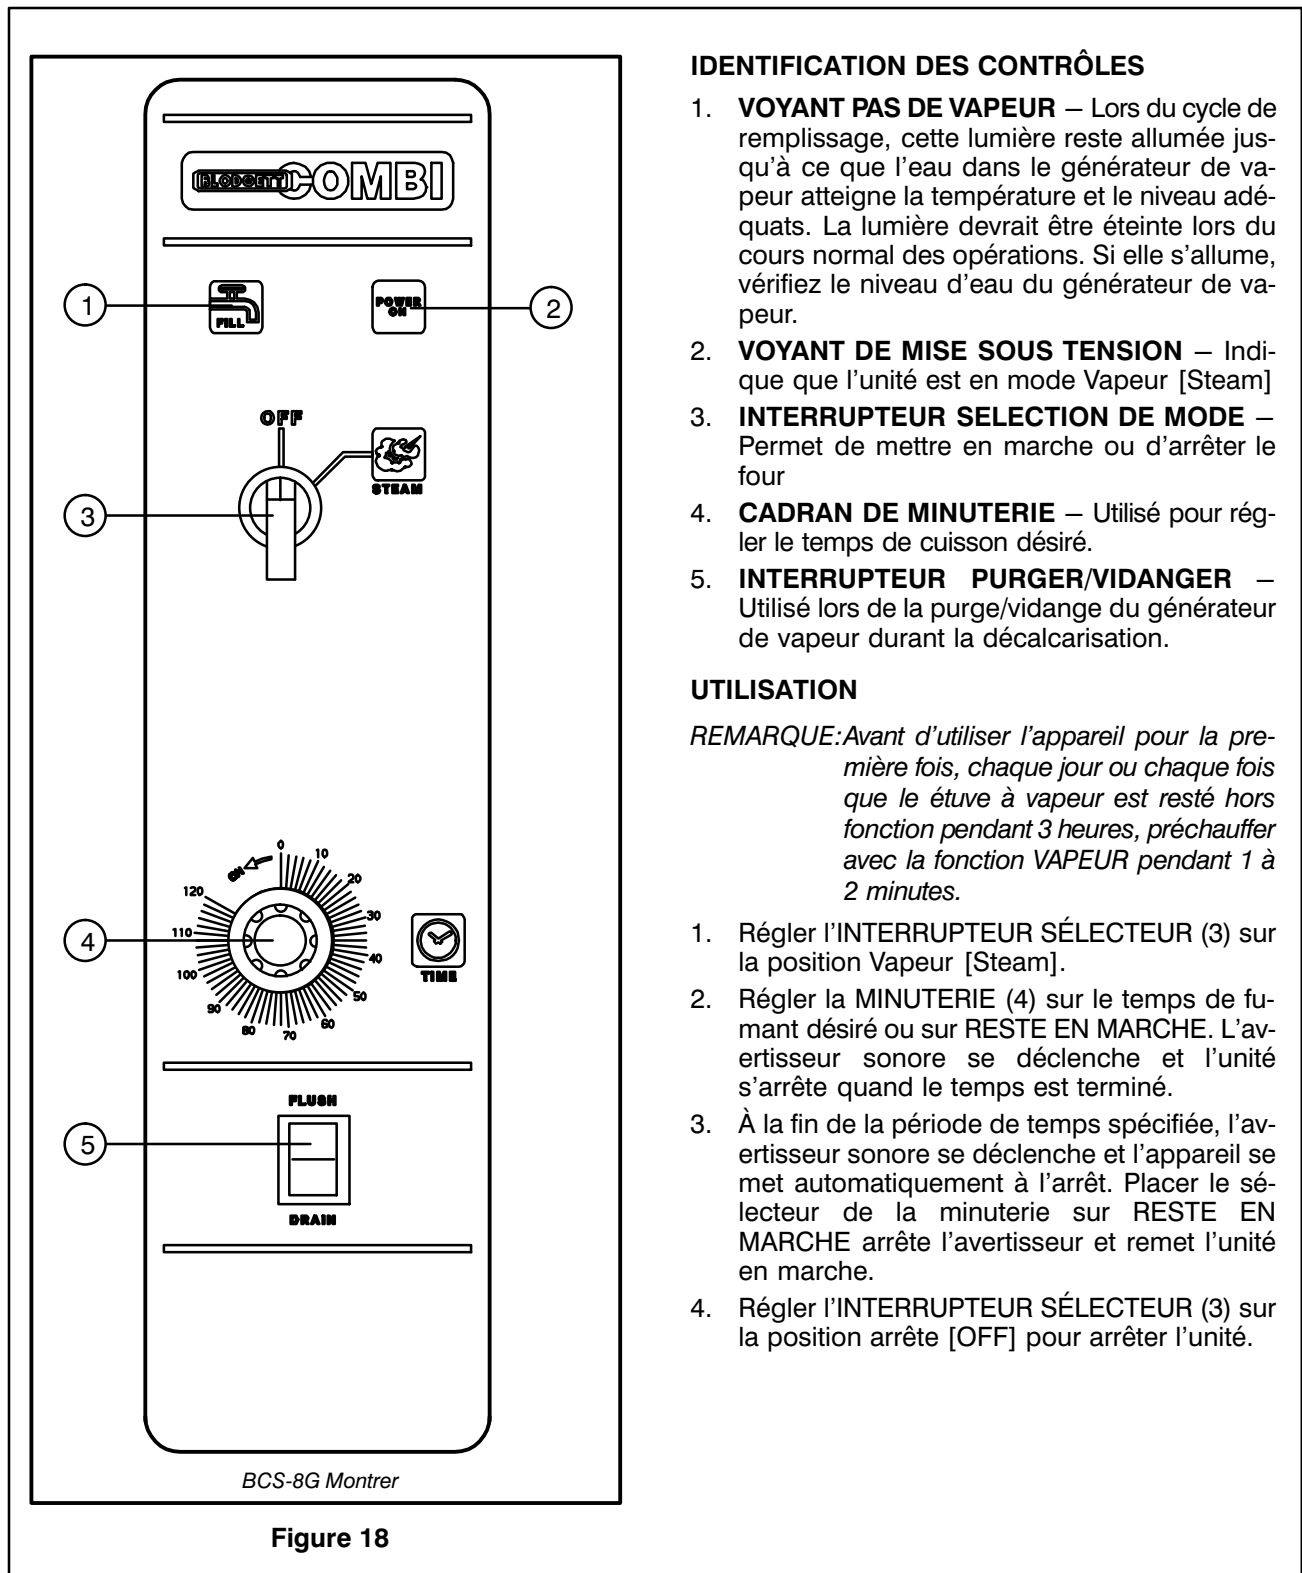 BLODGETT COMBI
1
FILL
POWER
ON
2
OFF
STEAM
3
ON
0
10
20
30
40
50
60
70
80
90
100
110
120
4
TIME
FLUSH
5
DRAIN
BCS-8G Montrer
Figure 18
IDENTIFICATION DES CONTRÔLES
1. VOYANT PAS DE VAPEUR — Lors du cycle de
remplissage, cette lumière reste allumée jus-
qu’à ce que l’eau dans le générateur de va-
peur atteigne la température et le niveau adé-
quats. La lumière devrait être éteinte lors du
cours normal des opérations. Si elle s’allume,
vérifiez le niveau d’eau du générateur de va-
peur.
2. VOYANT DE MISE SOUS TENSION — Indi-
que que l’unité est en mode Vapeur [Steam]
3. INTERRUPTEUR SELECTION DE MODE —
Permet de mettre en marche ou d’arrêter le
four
4. CADRAN DE MINUTERIE — Utilisé pour rég-
ler le temps de cuisson désiré.
5. INTERRUPTEUR PURGER/VIDANGER —
Utilisé lors de la purge/vidange du générateur
de vapeur durant la décalcarisation.
UTILISATION
REMARQUE:Avant d’utiliser l’appareil pour la pre-
mière fois, chaque jour ou chaque fois
que le étuve à vapeur est resté hors
fonction pendant 3 heures, préchauffer
avec la fonction VAPEUR pendant 1 à
2 minutes.
1. Régler l’INTERRUPTEUR SÉLECTEUR (3) sur
la position Vapeur [Steam].
2. Régler la MINUTERIE (4) sur le temps de fu-
mant désiré ou sur RESTE EN MARCHE. L’av-
ertisseur sonore se déclenche et l’unité
s’arrête quand le temps est terminé.
3. À la fin de la période de temps spécifiée, l’av-
ertisseur sonore se déclenche et l’appareil se
met automatiquement à l’arrêt. Placer le sé-
lecteur de la minuterie sur RESTE EN
MARCHE arrête l’avertisseur et remet l’unité
en marche.
4. Régler l’INTERRUPTEUR SÉLECTEUR (3) sur
la position arrête [OFF] pour arrêter l’unité.